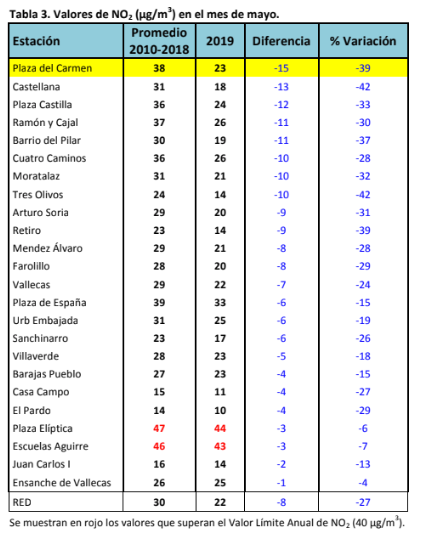 Tabla 3. Valores de NO₂ (µg/m³) en el mes de mayo.
Estación Promedio 2010-2018 2019 Diferencia % Variación
Plaza del Carmen 38 23 -15 -39
Castellana 31 18 -13 -42
Plaza Castilla 36 24 -12 -33
Ramón y Cajal 37 26 -11 -30
Barrio del Pilar 30 19 -11 -37
Cuatro Caminos 36 26 -10 -28
Moratalaz 31 21 -10 -32
Tres Olivos 24 14 -10 -42
Arturo Soria 29 20 -9 -31
Retiro 23 14 -9 -39
Mendez Álvaro 29 21 -8 -28
Farolillo 28 20 -8 -29
Vallecas 29 22 -7 -24
Plaza de España 39 33 -6 -15
Urb Embajada 31 25 -6 -19
Sanchinarro 23 17 -6 -26
Villaverde 28 23 -5 -18
Barajas Pueblo 27 23 -4 -15
Casa Campo 15 11 -4 -27
El Pardo 14 10 -4 -29
Plaza Elíptica 47 44 -3 -6
Escuelas Aguirre 46 43 -3 -7
Juan Carlos I 16 14 -2 -13
Ensanche de Vallecas 26 25 -1 -4
RED 30 22 -8 -27
Se muestran en rojo los valores que superan el Valor Límite Anual de NO₂ (40 µg/m³).